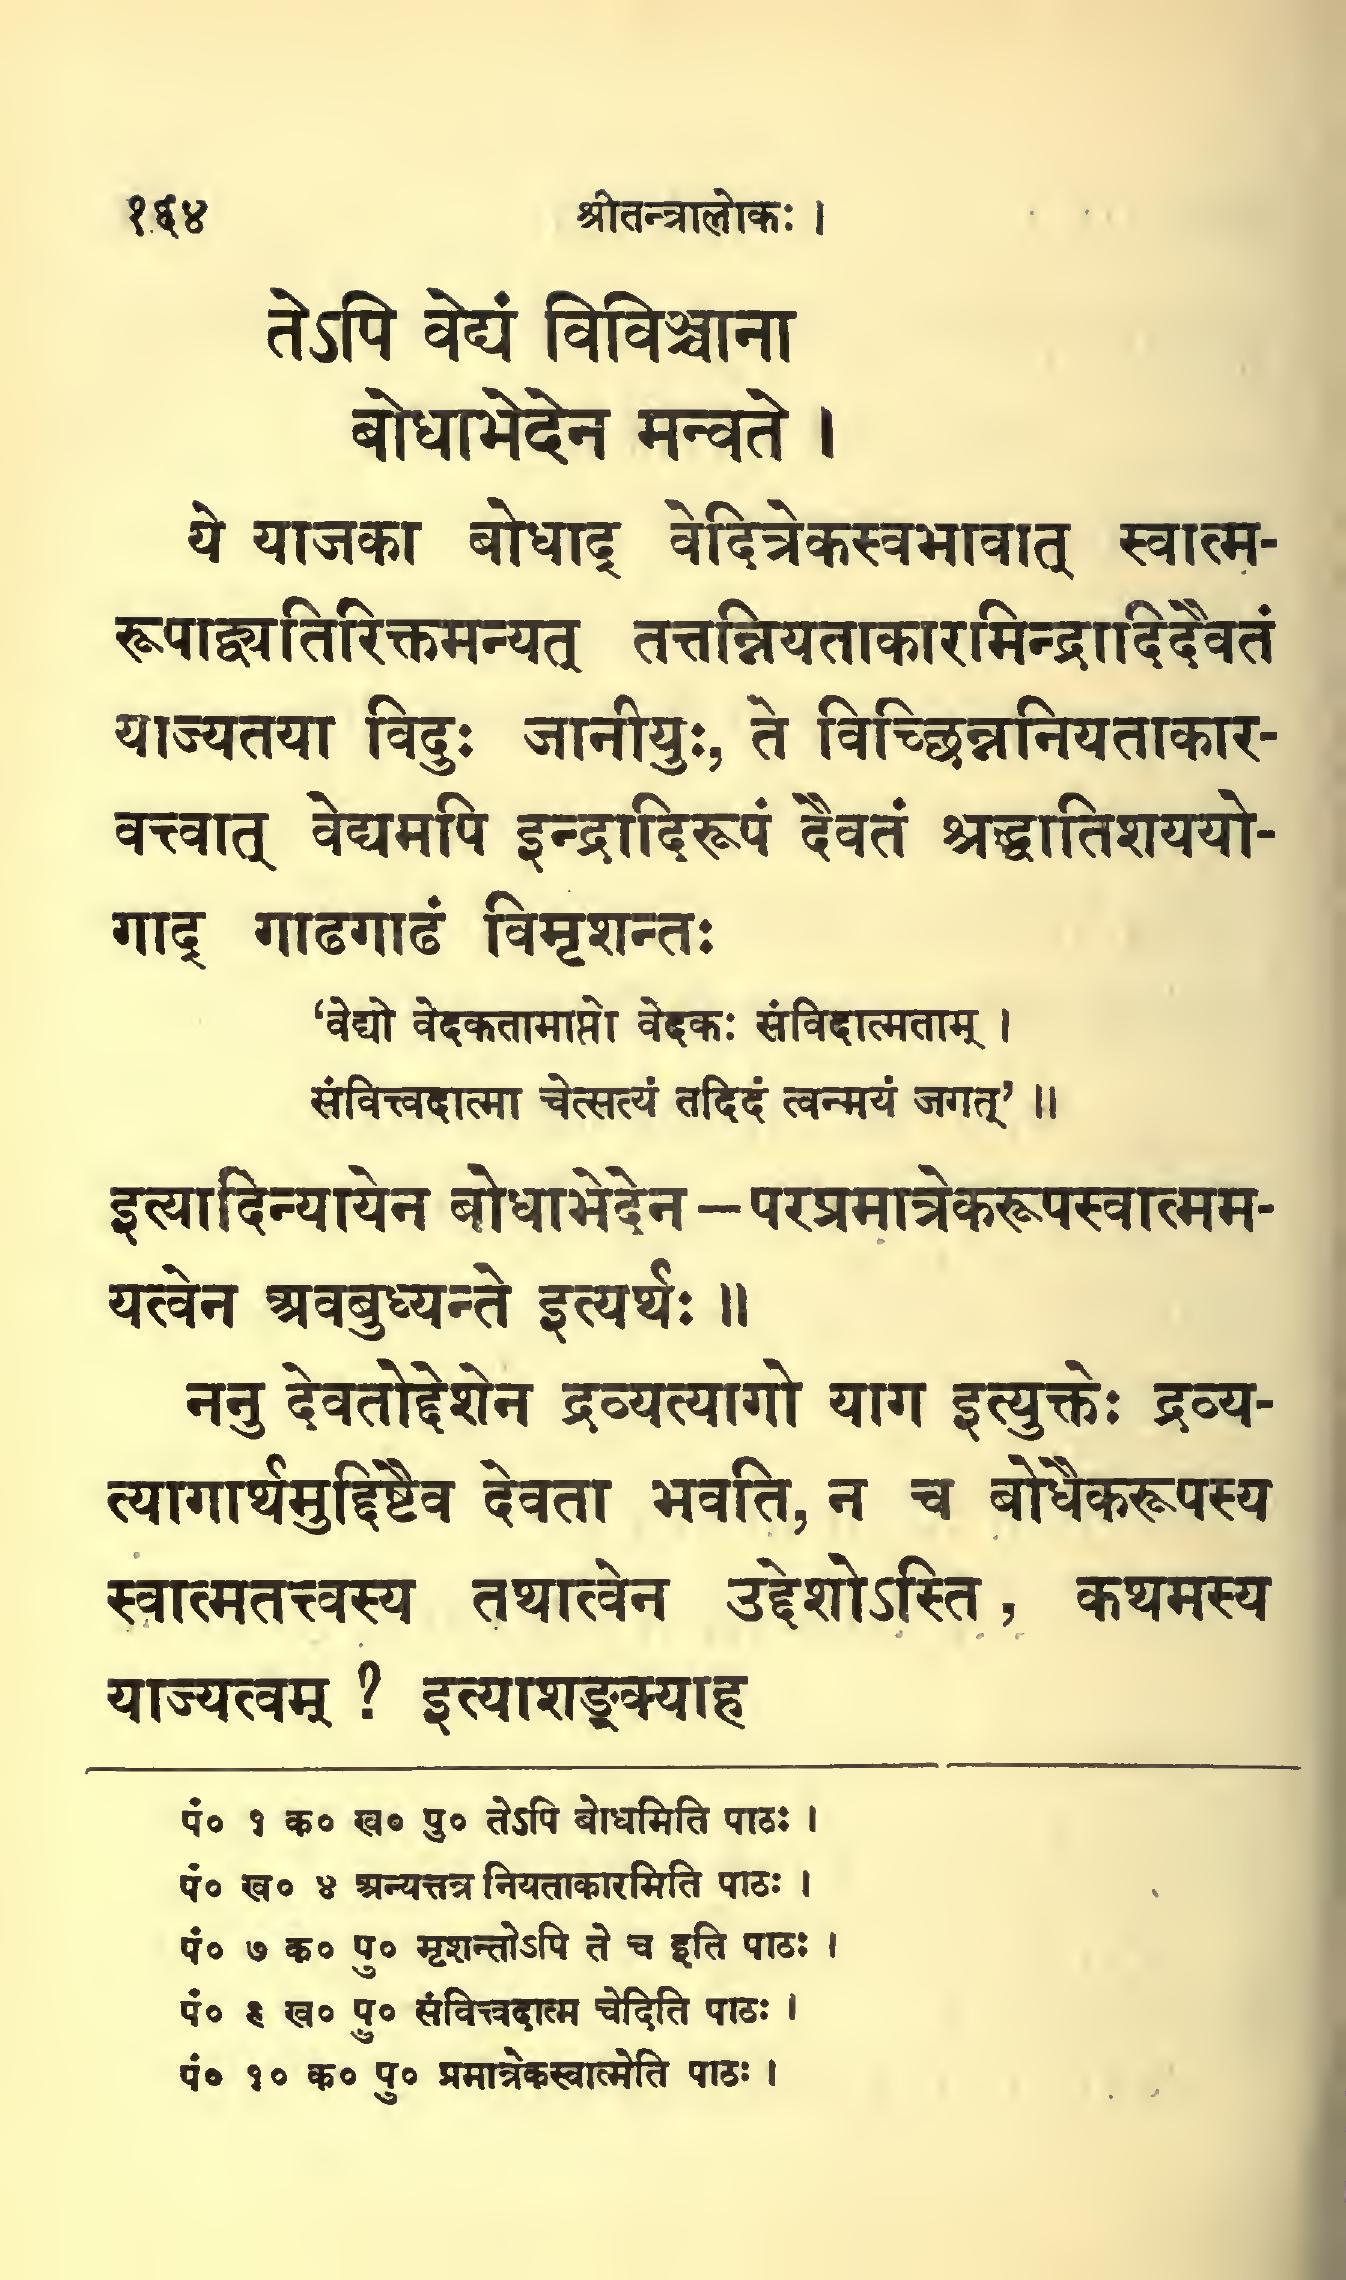 १६४ श्रीतन्त्रालोकः ।
तेऽपि वेद्यं विविञ्चाना
बोधाभेदेन मन्वते ।
ये याजका बोधाद् वेदित्रेकस्वभावात् स्वात्म-
रूपाद्व्यतिरिक्तमन्यत् तत्तन्नियताकारमिन्द्रादिदैवतं
याज्यतया विदुः जानीयुः, ते विच्छिन्ननियताकार-
वत्त्वात् वेद्यमपि इन्द्रादिरूपं दैवतं श्रद्धातिशययो-
गाद् गाढगाढं विमृशन्तः
‘वेद्यो वेदकतामाप्तो वेदकः संविदात्मताम् ।
संवित्त्वदात्मा चेत्सत्यं तदिदं त्वन्मयं जगत्’ ॥
इत्यादिन्यायेन बोधाभेदेन—परप्रमात्रेकरूपस्वात्मम-
यत्वेन अवबुध्यन्ते इत्यर्थः ॥
ननु देवतोद्देशेन द्रव्यत्यागो याग इत्युक्तेः द्रव्य-
त्यागार्थमुद्दिष्टैव देवता भवति, न च बोधैकरूपस्य
स्वात्मतत्त्वस्य तथात्वेन उद्देशोऽस्ति, कथमस्य
याज्यत्वम् ? इत्याशङ्क्याह
पं० १ क० ख० पु० तेऽपि बोधमिति पाठः ।
पं० ख० ४ अन्यत्तत्र नियताकारमिति पाठः ।
पं० ७ क० पु० मृशन्तोऽपि ते च इति पाठः ।
पं० ९ ख० पु० संवित्त्वदात्म चेदिति पाठः ।
पं० १० क० पु० प्रमात्रेकस्वात्मेति पाठः ।